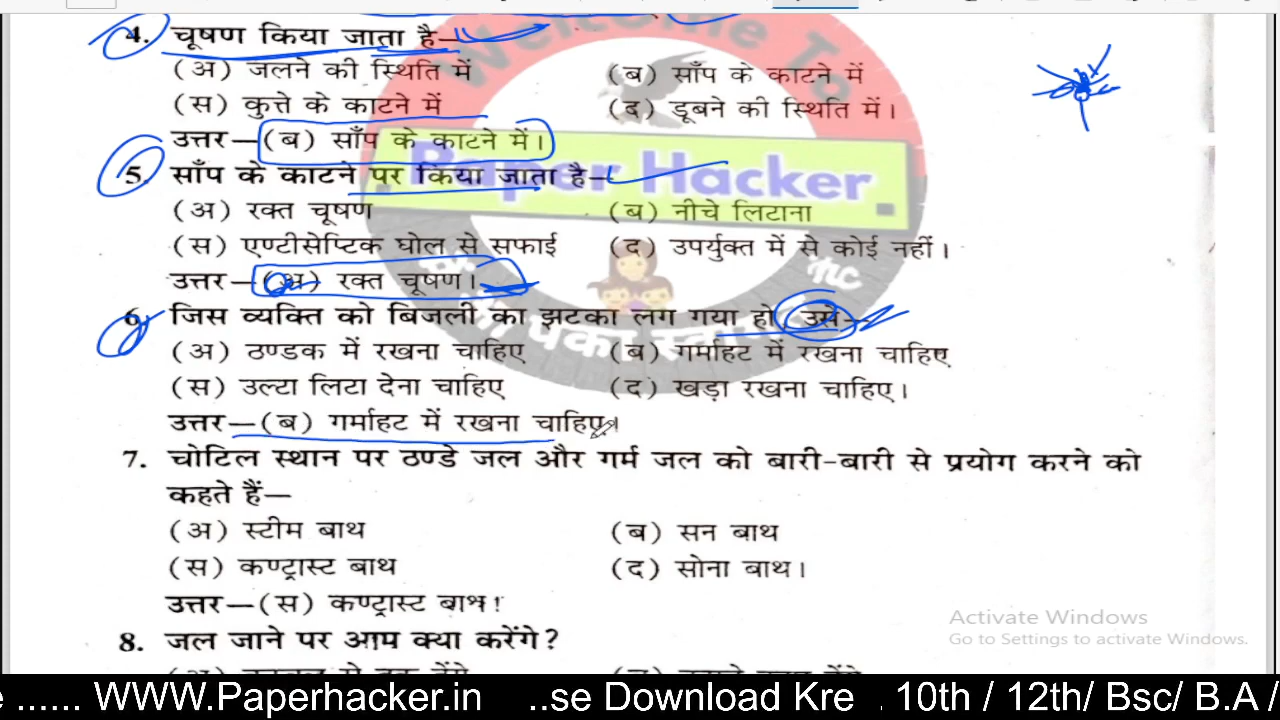 4. चूषण किया जाता है—
(अ) जलने की स्थिति में (ब) साँप के काटने में
(स) कुत्ते के काटने में (द) डूबने की स्थिति में।
उत्तर—(ब) साँप के काटने में।
5. साँप के काटने पर किया जाता है—
(अ) रक्त चूषण (ब) नीचे लिटाना
(स) एण्टीसेप्टिक घोल से सफाई (द) उपर्युक्त में से कोई नहीं।
उत्तर—(अ) रक्त चूषण।
6. जिस व्यक्ति को बिजली का झटका लग गया हो, उसे—
(अ) ठण्डक में रखना चाहिए (ब) गर्माहट में रखना चाहिए
(स) उल्टा लिटा देना चाहिए (द) खड़ा रखना चाहिए।
उत्तर—(ब) गर्माहट में रखना चाहिए।
7. चोटिल स्थान पर ठण्डे जल और गर्म जल को बारी-बारी से प्रयोग करने को
कहते हैं—
(अ) स्टीम बाथ (ब) सन बाथ
(स) कण्ट्रास्ट बाथ (द) सोना बाथ।
उत्तर—(स) कण्ट्रास्ट बाथ।
8. जल जाने पर आप क्या करेंगे?
Welcome To
Paper Hacker
Activate Windows
Go to Settings to activate Windows.
e ...... WWW.Paperhacker.in ..se Download Kre . 10th / 12th/ Bsc/ B.A /